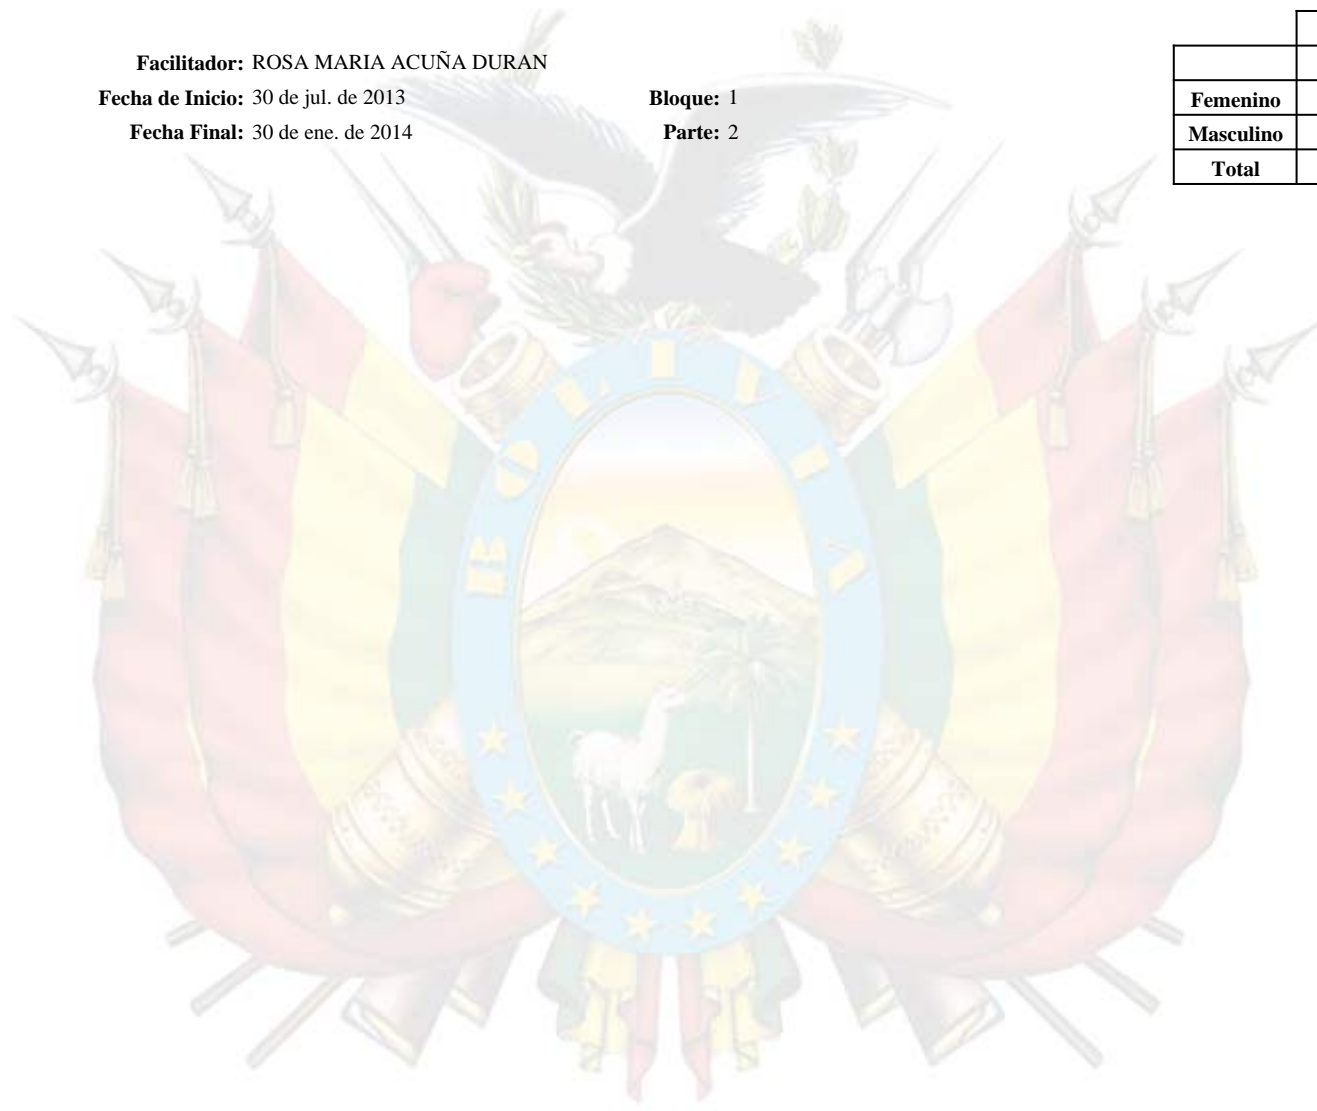 Facilitador: ROSA MARIA ACUÑA DURAN
Fecha de Inicio: 30 de jul. de 2013 Bloque: 1
Fecha Final: 30 de ene. de 2014 Parte: 2
Femenino
Masculino
Total
BOLIVIA